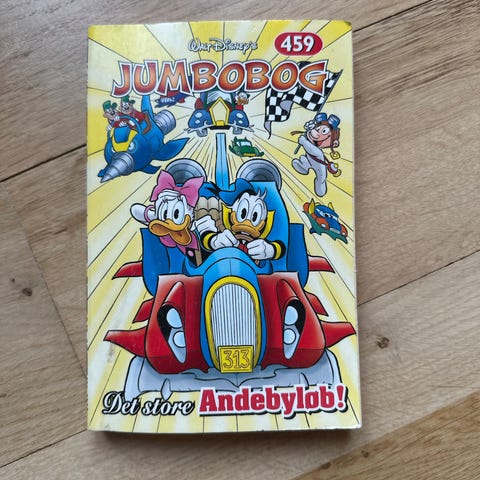 Walt Disney's
459
JUMBOBOG
313
Det store Andebyløb!